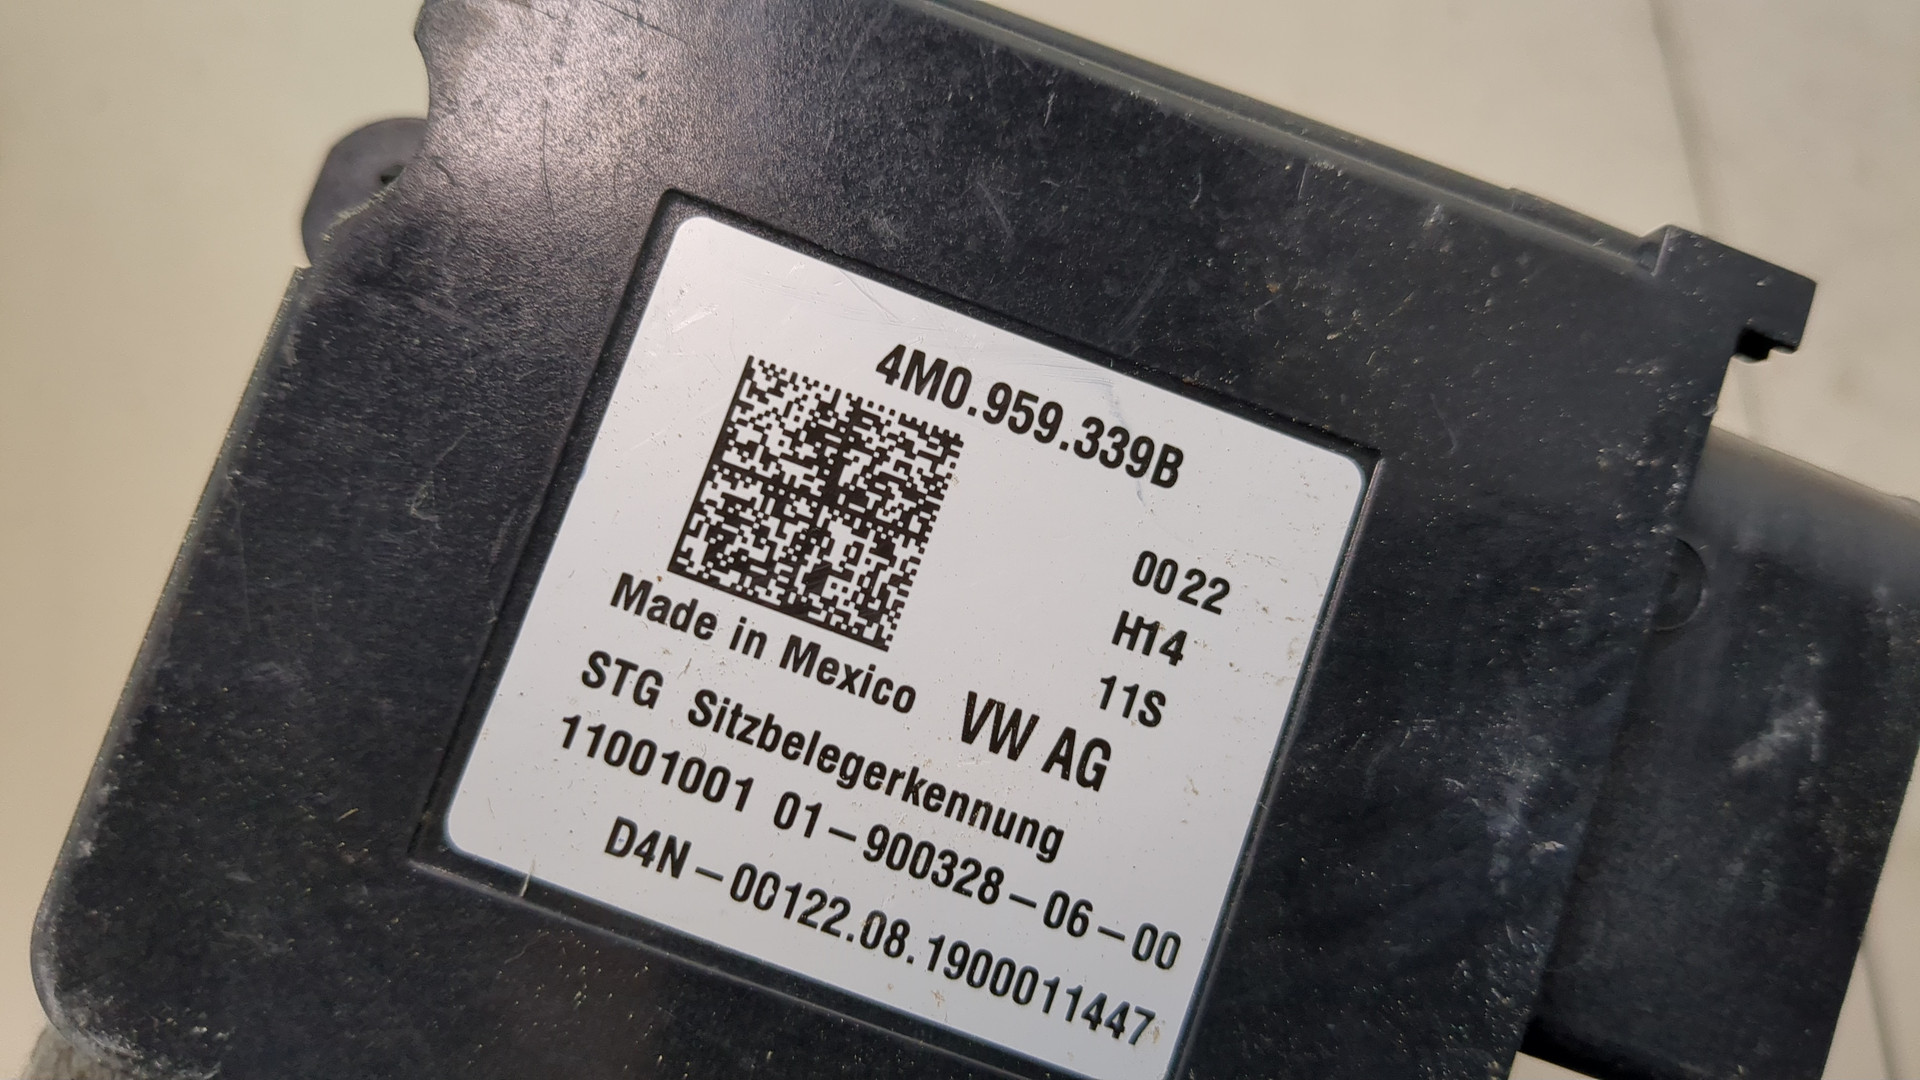 4M0.959.339B
0022
H14
11S
Made in Mexico VW AG
STG Sitzbelegerkennung
11001001 01–900328–06–00
D4N–00122.08.1900011447